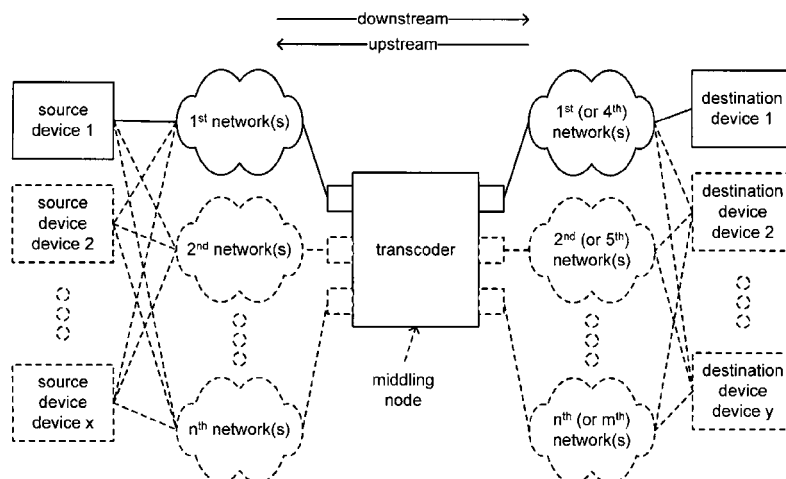 downstream
upstream
source
device 1
1st network(s)
1st (or 4th)
network(s)
destination
device 1
source
device
device 2
2nd network(s)
transcoder
2nd (or 5th)
network(s)
destination
device
device 2
source
device
device x
nth network(s)
middling
node
nth (or mth)
network(s)
destination
device
device y